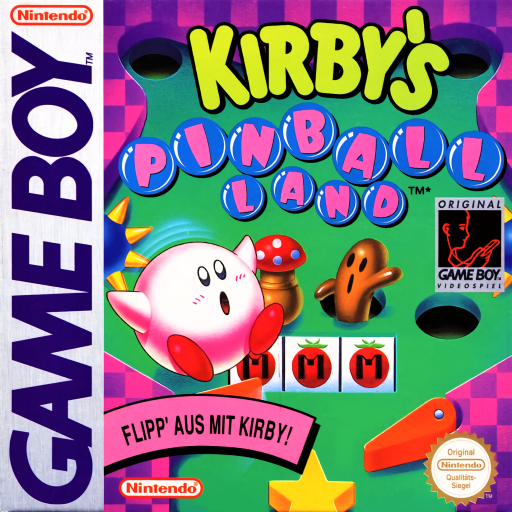 Nintendo
GAME BOY
TM
KIRBY'S
PINBALL
LAND
TM*
ORIGINAL
GAME BOY
VIDEOSPIEL
M M M
FLIPP' AUS MIT KIRBY!
Nintendo
Original
Nintendo
Qualitäts-
Siegel
TM